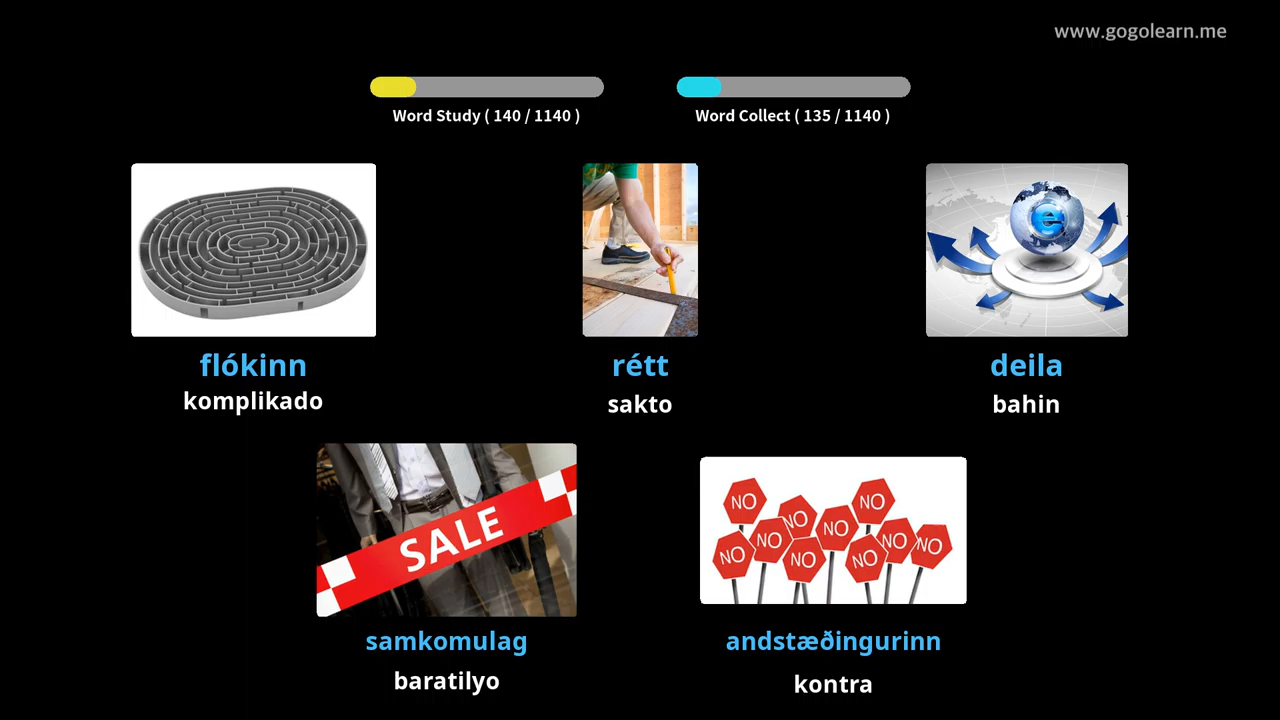 www.gogolearn.me
Word Study ( 140 / 1140 )
Word Collect ( 135 / 1140 )
e
flókinn
komplikado
rétt
sakto
deila
bahin
SALE
NO
NO
NO
NO
NO
NO
NO
NO
NO
NO
samkomulag
baratilyo
andstæðingurinn
kontra